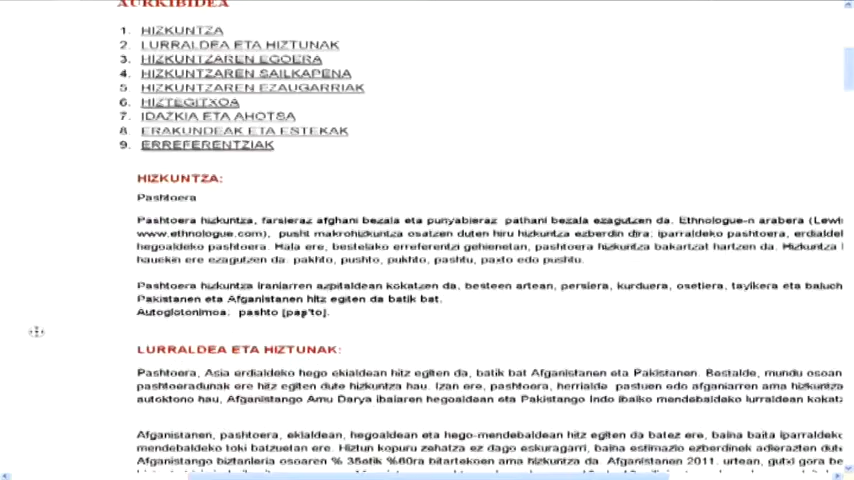 AURKIBIDEA
1. HIZKUNTZA
2. LURRALDEA ETA HIZTUNAK
3. HIZKUNTZAREN EGOERA
4. HIZKUNTZAREN SAILKAPENA
5. HIZKUNTZAREN EZAUGARRIAK
6. HIZTEGITXOA
7. IDAZKIA ETA AHOTSA
8. ERAKUNDEAK ETA ESTEKAK
9. ERREFERENTZIAK
HIZKUNTZA:
Pashtoera
Pashtoera hizkuntza, farsieraz afghani bezala eta punyabieraz pathani bezala ezagutzen da. Ethnologue-n arabera (Lewis
www.ethnologue.com), pusht makrohizkuntza osatzen duten hiru hizkuntza ezberdin dira: iparraldeko pashtoera, erdialdel
hegoaldeko pashtoera. Hala ere, bestelako erreferentzi gehienetan, pashtoera hizkuntza bakartzat hartzen da. Hizkuntza
hauekin ere ezagutzen da: pakhto, pushto, pukhto, pashtu, paxto edo pushtu.
Pashtoera hizkuntza iraniarren azpitaldean kokatzen da, besteen artean, persiera, kurduera, osetiera, tayikera eta baluch
Pakistanen eta Afganistanen hitz egiten da batik bat.
Autoglotonimoa: pashto [paʂ'to].
LURRALDEA ETA HIZTUNAK:
Pashtoera, Asia erdialdeko hego ekialdean hitz egiten da, batik bat Afganistanen eta Pakistanen. Bestalde, mundu osoan
pashtoeradunak ere hitz egiten dute hizkuntza hau. Izan ere, pashtoera, herrialde pastuen edo afganiarren ama hizkuntza
autoktono hau, Afganistango Amu Darya ibaiaren hegoaldean eta Pakistango Indo ibaiko mendebaldeko lurraldean kokat
Afganistanen, pashtoera, ekialdean, hegoaldean eta hego-mendebaldean hitz egiten da batez ere, baina baita iparraldeko
mendebaldeko toki batzuetan ere. Hiztun kopuru zehatza ez dago eskuragarri, baina estimazio ezberdinek adierazten dute
Afganistango biztanleria osoaren % 35etik %60ra bitartekoen ama hizkuntza da Afganistanen 2011. urtean, gutxi gora be